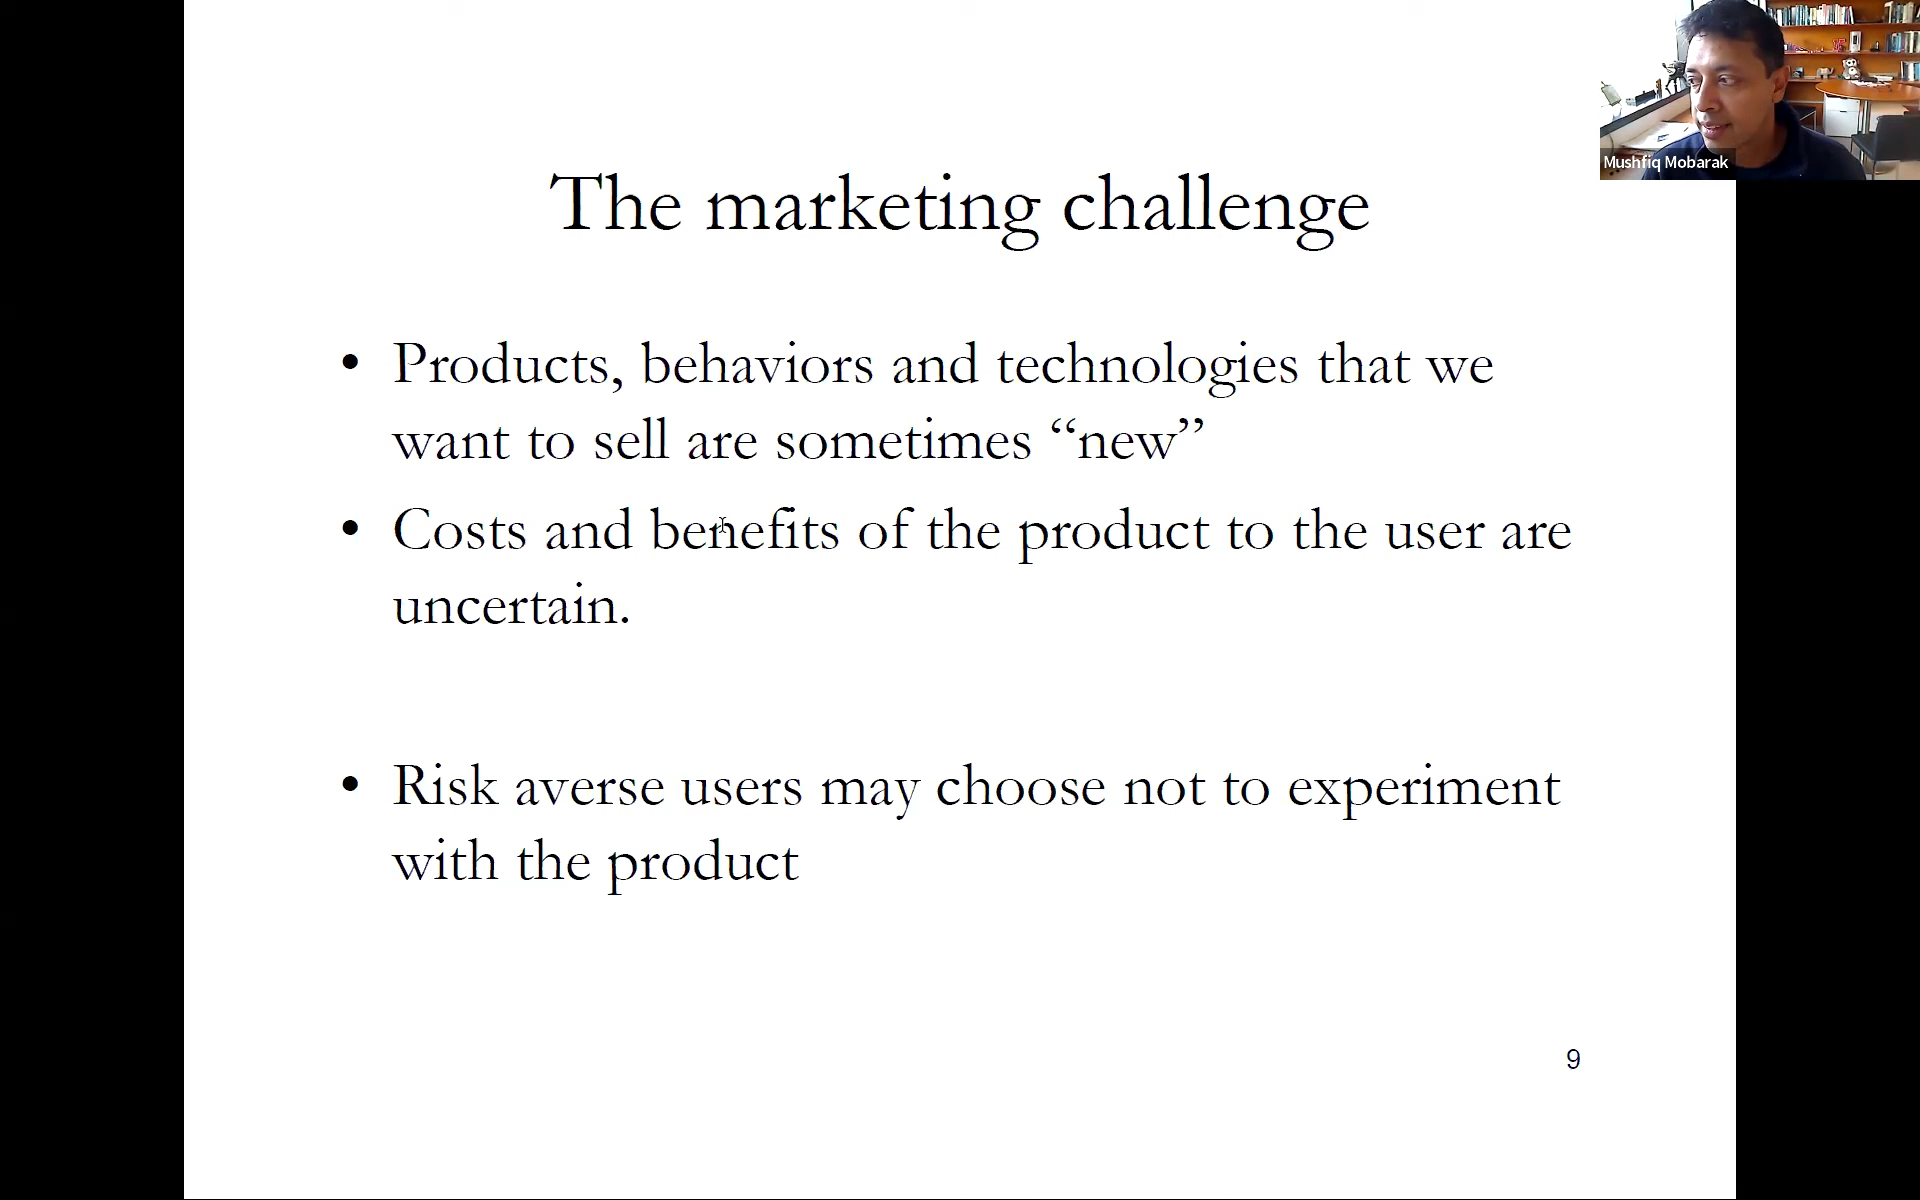 Mushfiq Mobarak
The marketing challenge
• Products, behaviors and technologies that we
want to sell are sometimes “new”
• Costs and benefits of the product to the user are
uncertain.
• Risk averse users may choose not to experiment
with the product
9